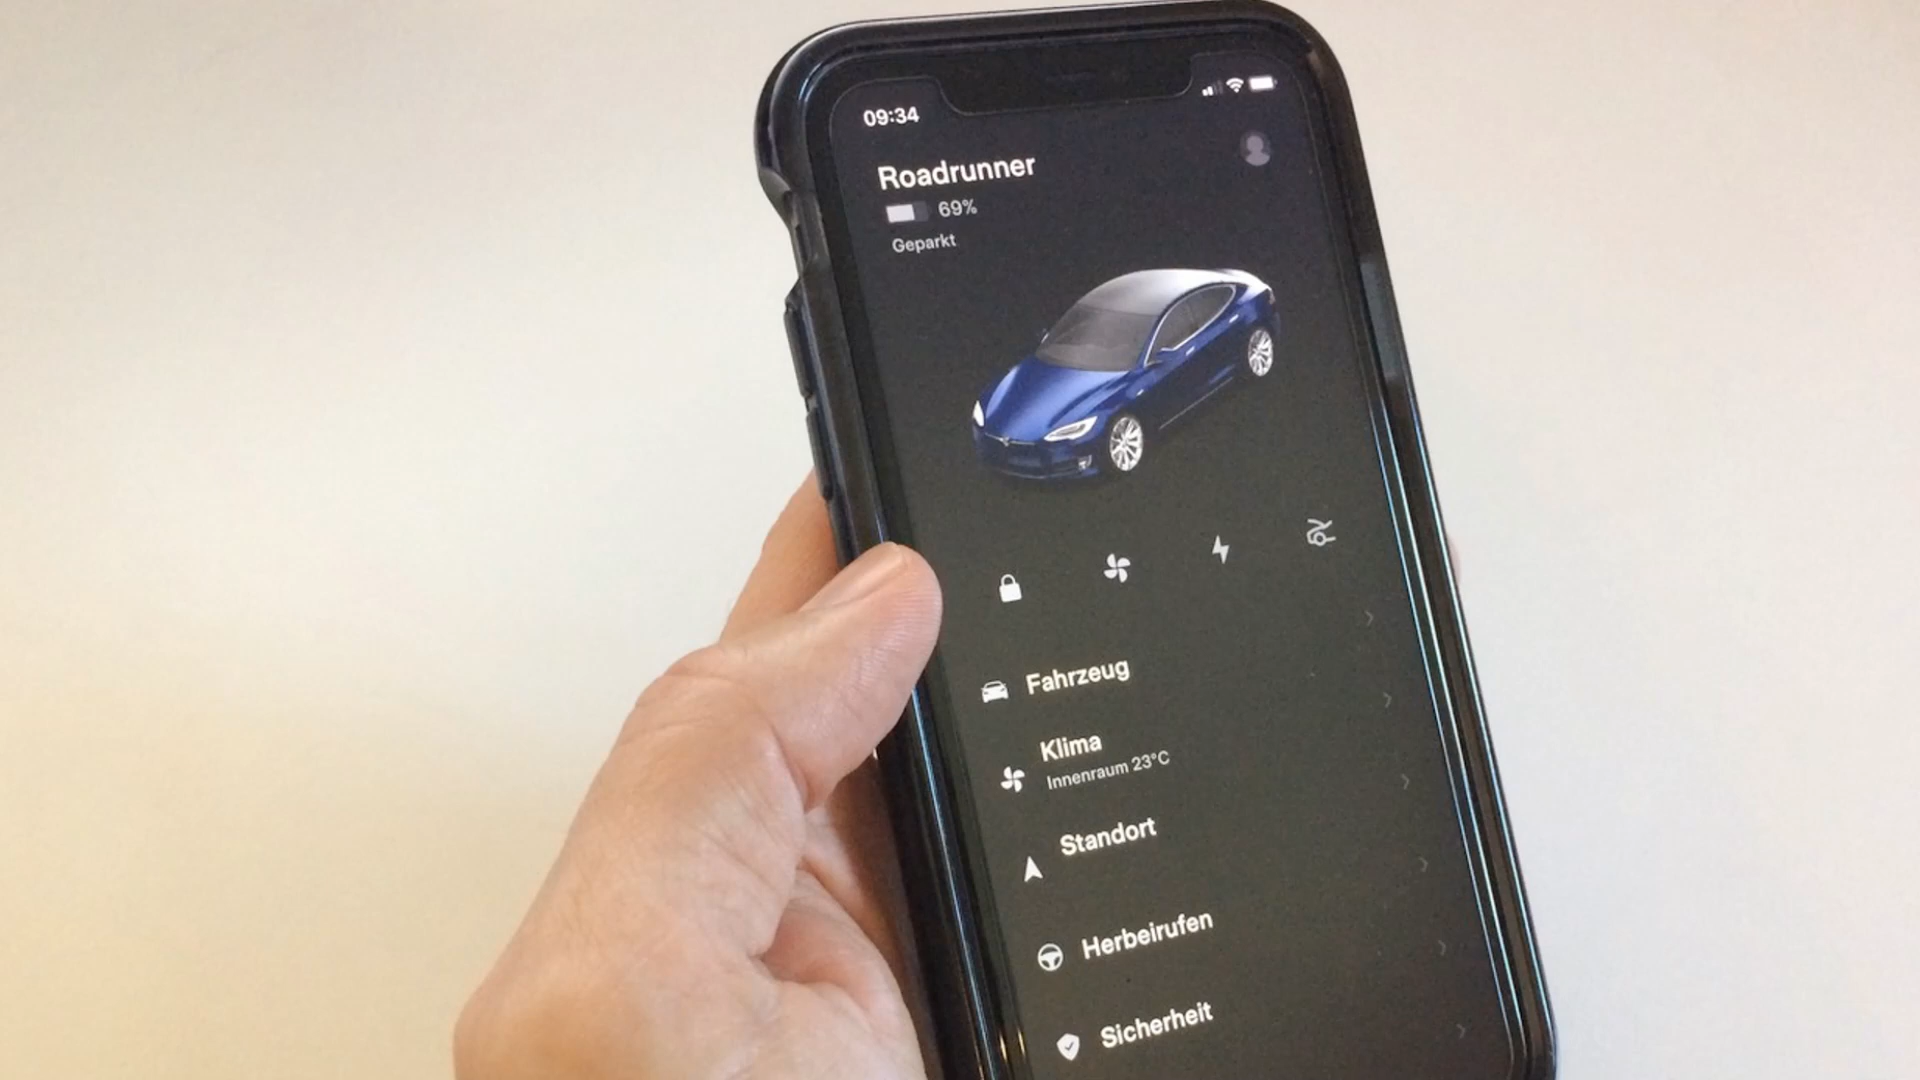 09:34
Roadrunner
69%
Geparkt
Fahrzeug
Klima
Innenraum 23°C
Standort
Herbeirufen
Sicherheit